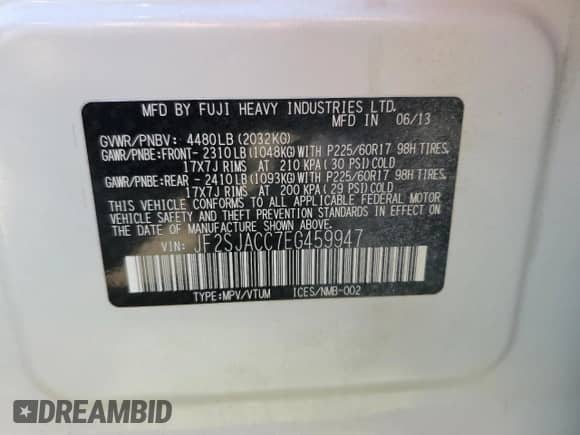 MFD BY FUJI HEAVY INDUSTRIES LTD.
MFD IN 06/13
GVWR/PNBV: 4480LB (2032KG)
GAWR/PNBE:FRONT- 2310LB (1048KG)WITH P225/60R17 98H TIRES,
17X7J RIMS AT 210 KPA (30 PSI)COLD
GAWR/PNBE:REAR - 2410LB (1093KG)WITH P225/60R17 98H TIRES,
17X7J RIMS AT 200 KPA (29 PSI)COLD
THIS VEHICLE CONFORMS TO ALL APPLICABLE FEDERAL MOTOR
VEHICLE SAFETY AND THEFT PREVENTION STANDARDS IN EFFECT
ON THE DATE OF MANUFACTURE SHOWN ABOVE.
VIN: JF2SJACC7EG459947
TYPE:MPV/VTUM ICES/NMB-002
DREAMBID